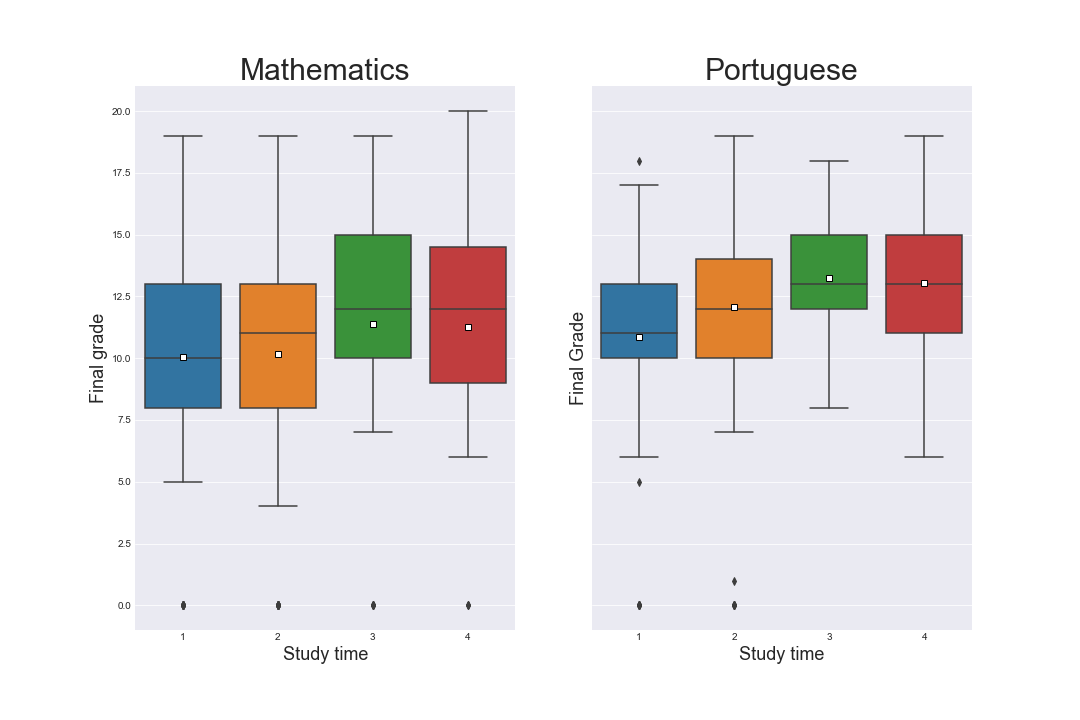 Mathematics
Portuguese
20.0
17.5
15.0
12.5
10.0
7.5
5.0
2.5
0.0
Final grade
Final Grade
1 2 3 4
1 2 3 4
Study time
Study time